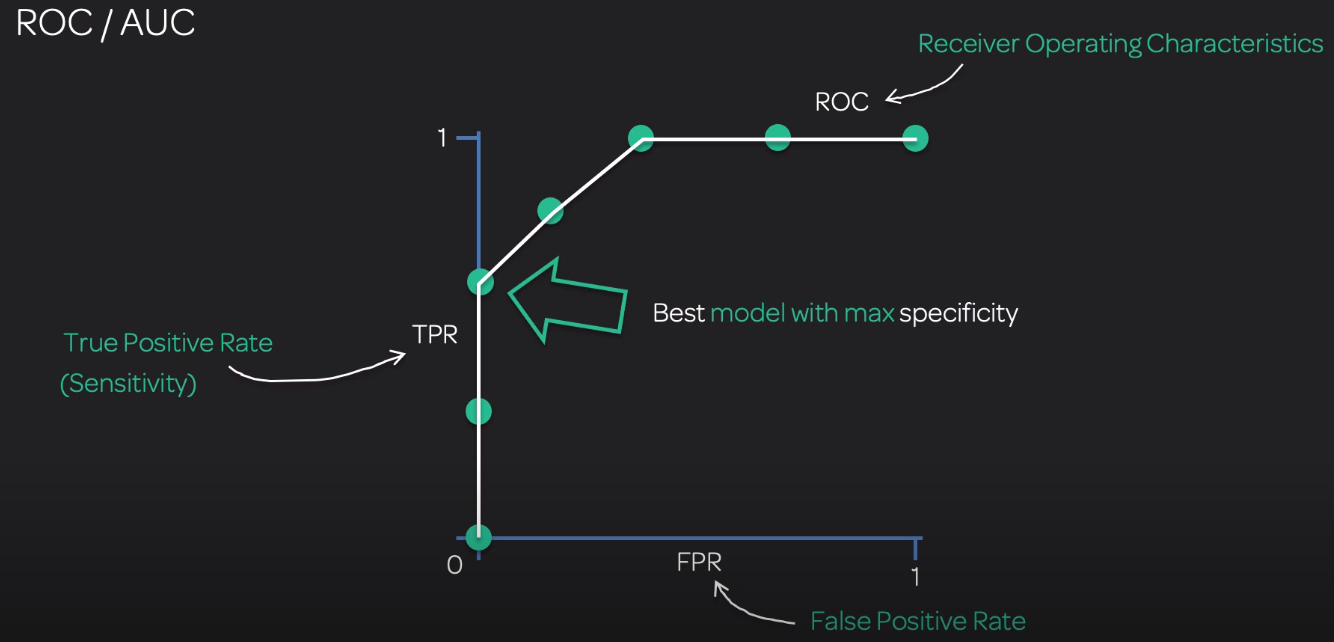 ROC / AUC
Receiver Operating Characteristics
ROC
1
Best model with max specificity
TPR
True Positive Rate
(Sensitivity)
0
FPR
1
False Positive Rate